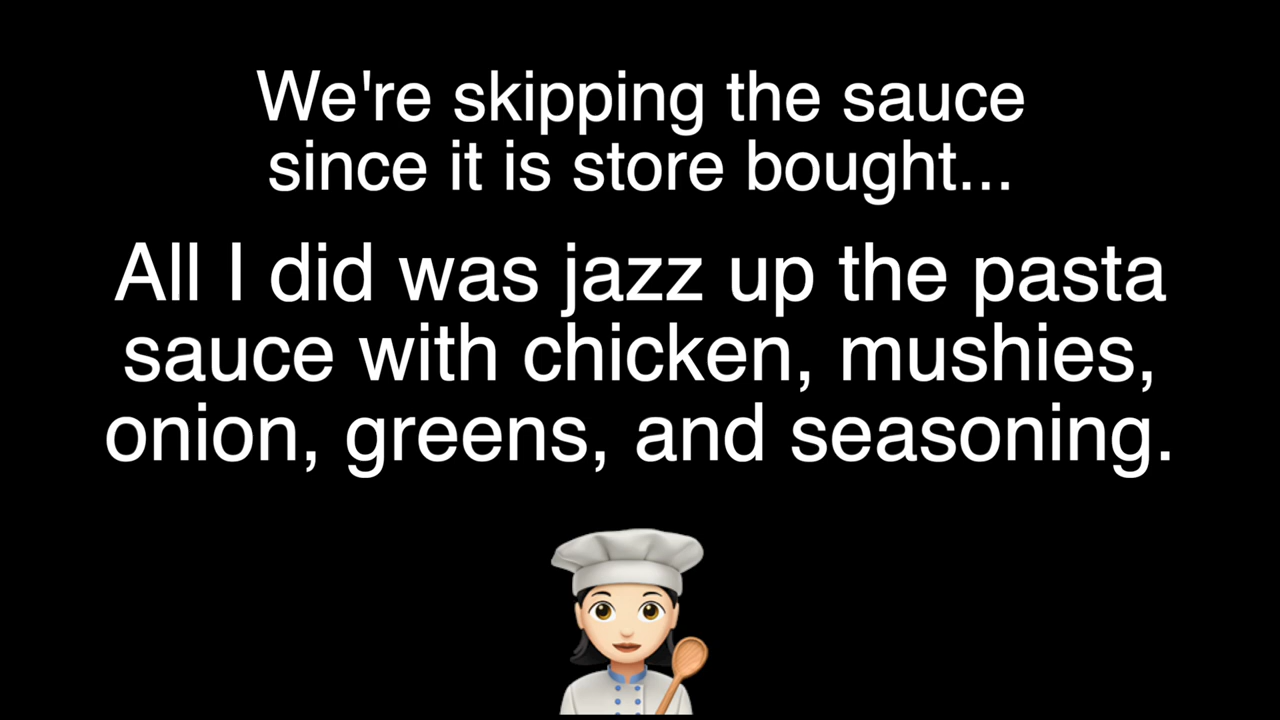 We're skipping the sauce
since it is store bought...
All I did was jazz up the pasta
sauce with chicken, mushies,
onion, greens, and seasoning.